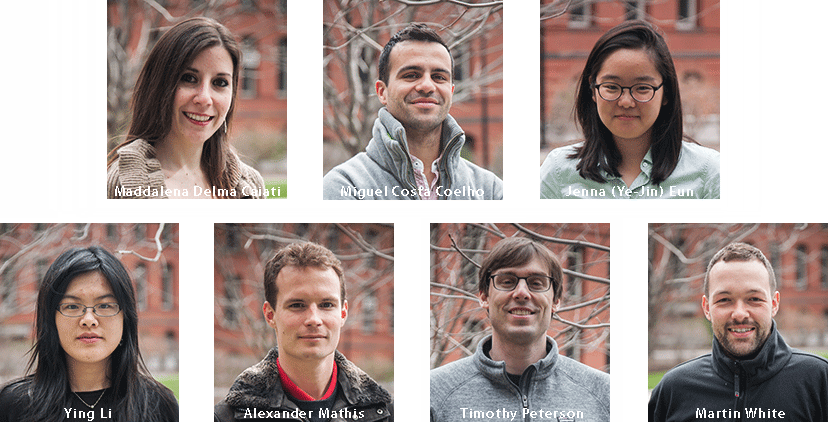 Maddalena Delma Caiati
Miguel Costa Coelho
Jenna (Ye-Jin) Eun
Ying Li
Alexander Mathis
Timothy Peterson
Martin White